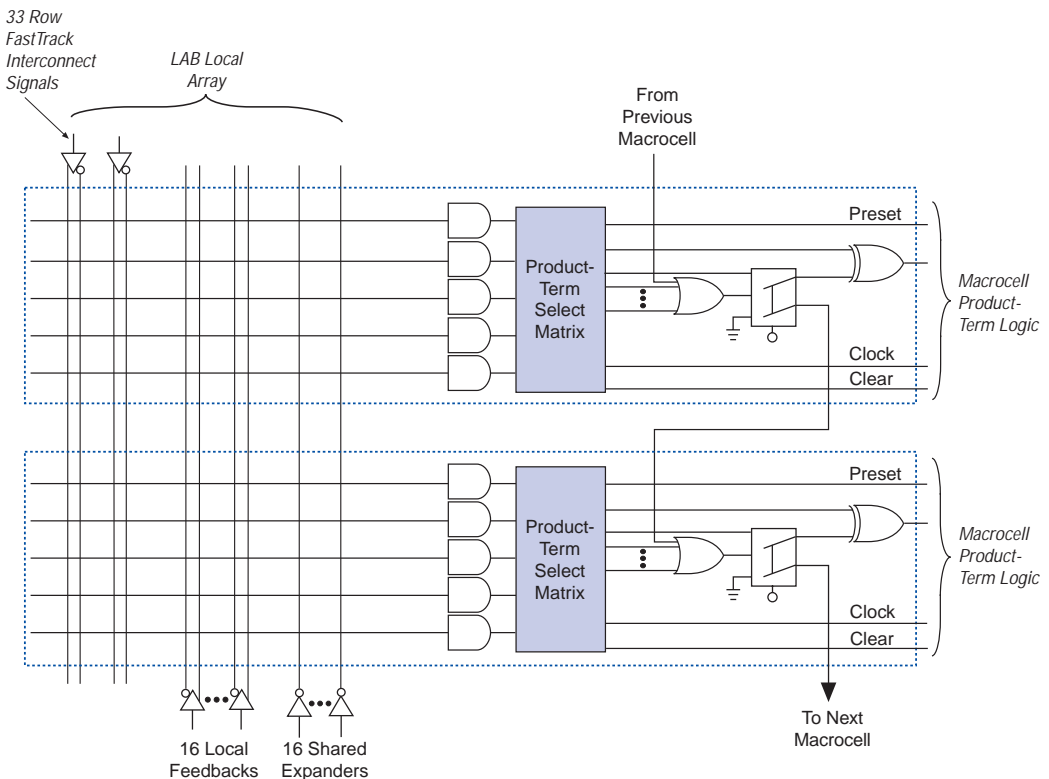 33 Row
FastTrack
Interconnect
Signals
LAB Local
Array
From
Previous
Macrocell
Product-
Term
Select
Matrix
Preset
Clock
Clear
Macrocell
Product-
Term Logic
Product-
Term
Select
Matrix
Preset
Clock
Clear
Macrocell
Product-
Term Logic
16 Local
Feedbacks
16 Shared
Expanders
To Next
Macrocell